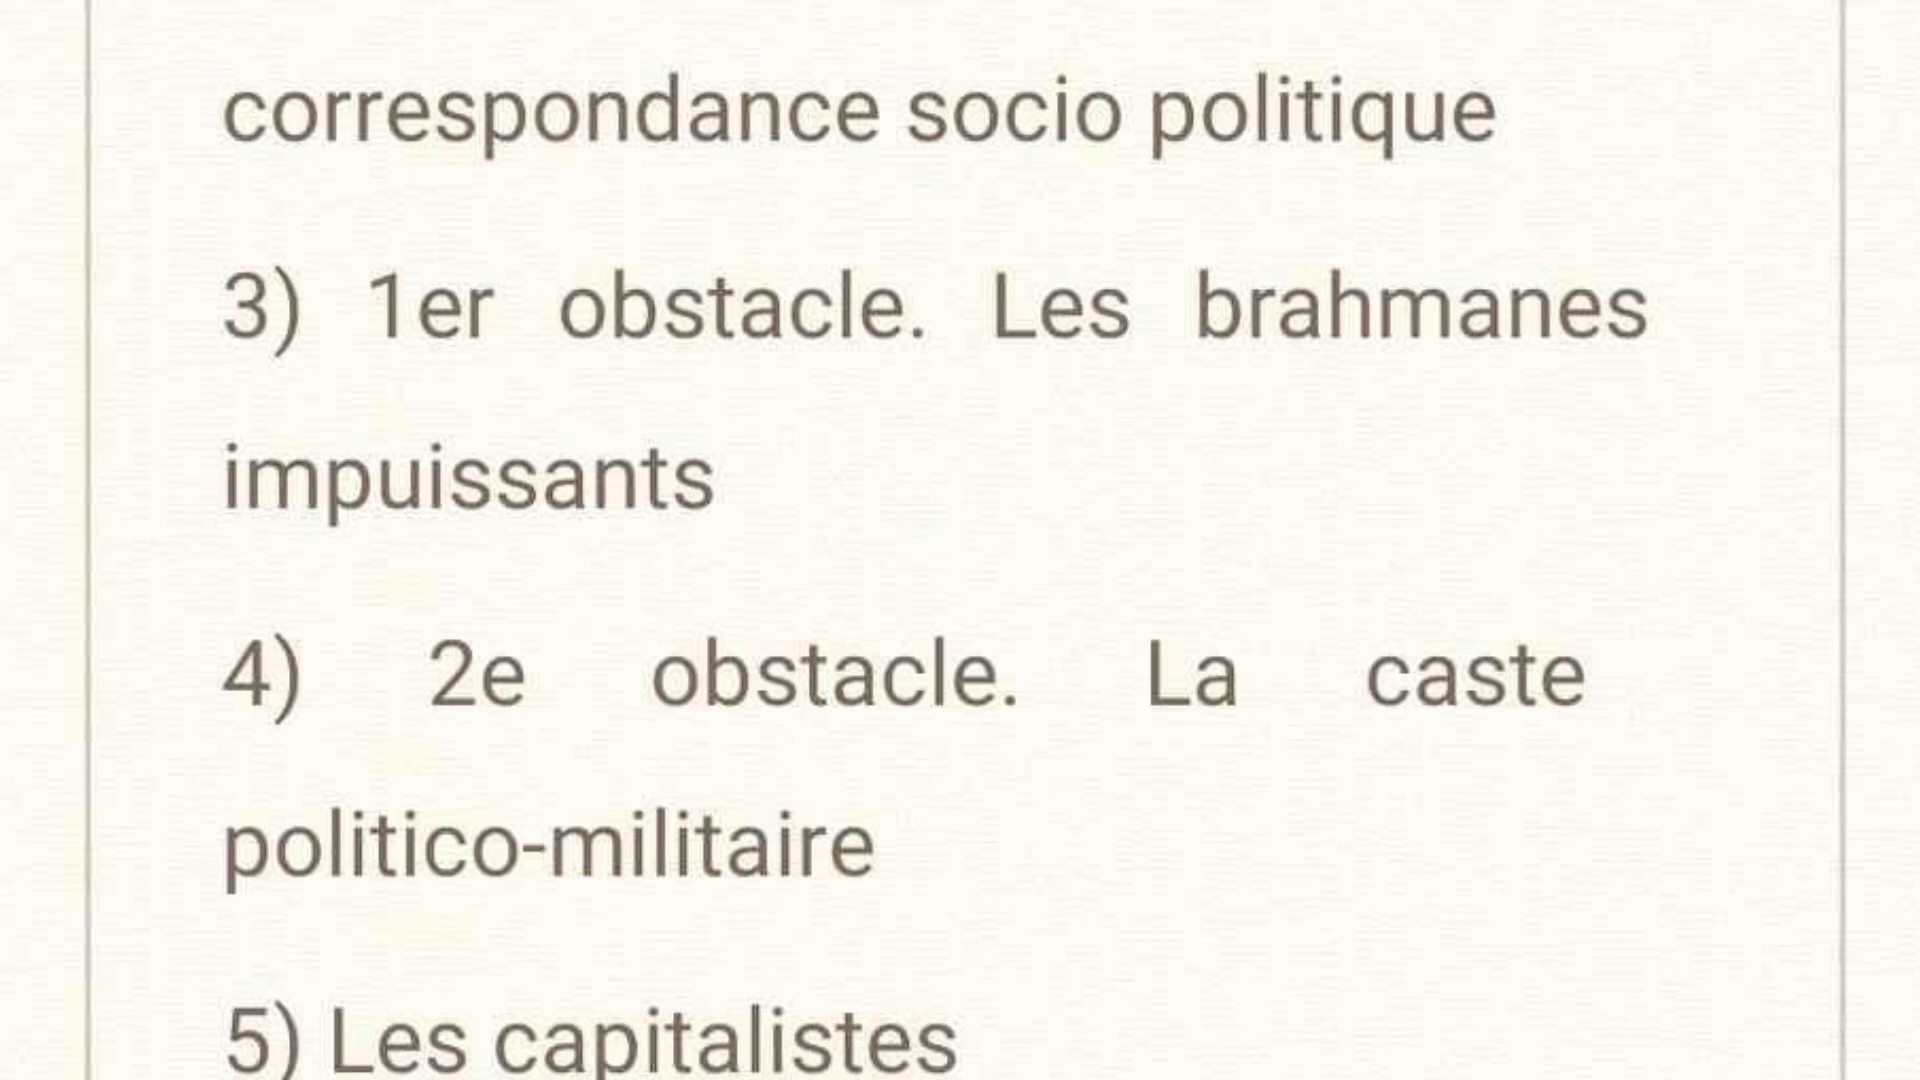 correspondance socio politique
3) 1er obstacle. Les brahmanes
impuissants
4) 2e obstacle. La caste
politico-militaire
5) Les capitalistes